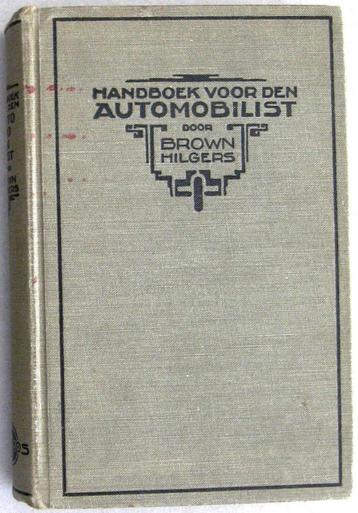 HANDBOEK VOOR DEN
AUTOMOBILIST
DOOR
BROWN
HILGERS